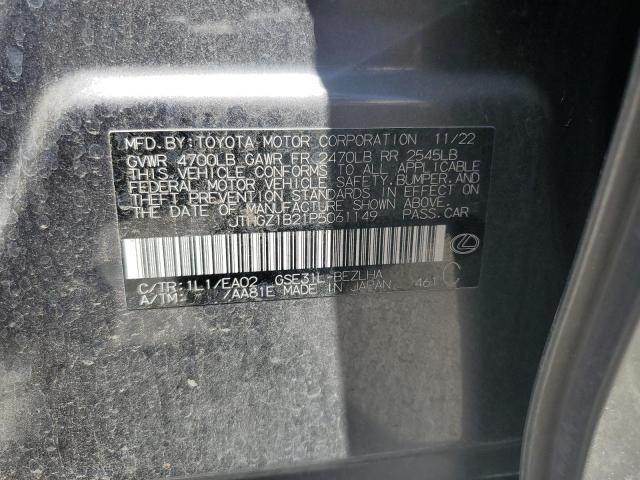 MFD. BY: TOYOTA MOTOR CORPORATION 11/22
GVWR 4700LB GAWR FR 2470LB RR 2545LB
THIS VEHICLE CONFORMS TO ALL APPLICABLE
FEDERAL MOTOR VEHICLE SAFETY, BUMPER, AND
THEFT PREVENTION STANDARDS IN EFFECT
ON THE DATE OF MANUFACTURE SHOWN ABOVE.
JTHGZ1B21P5061149 PASS. CAR
C/TR: 1L1/EA02 GSE31L-BEZLHA
A/TM: /AA81E MADE IN JAPAN 461